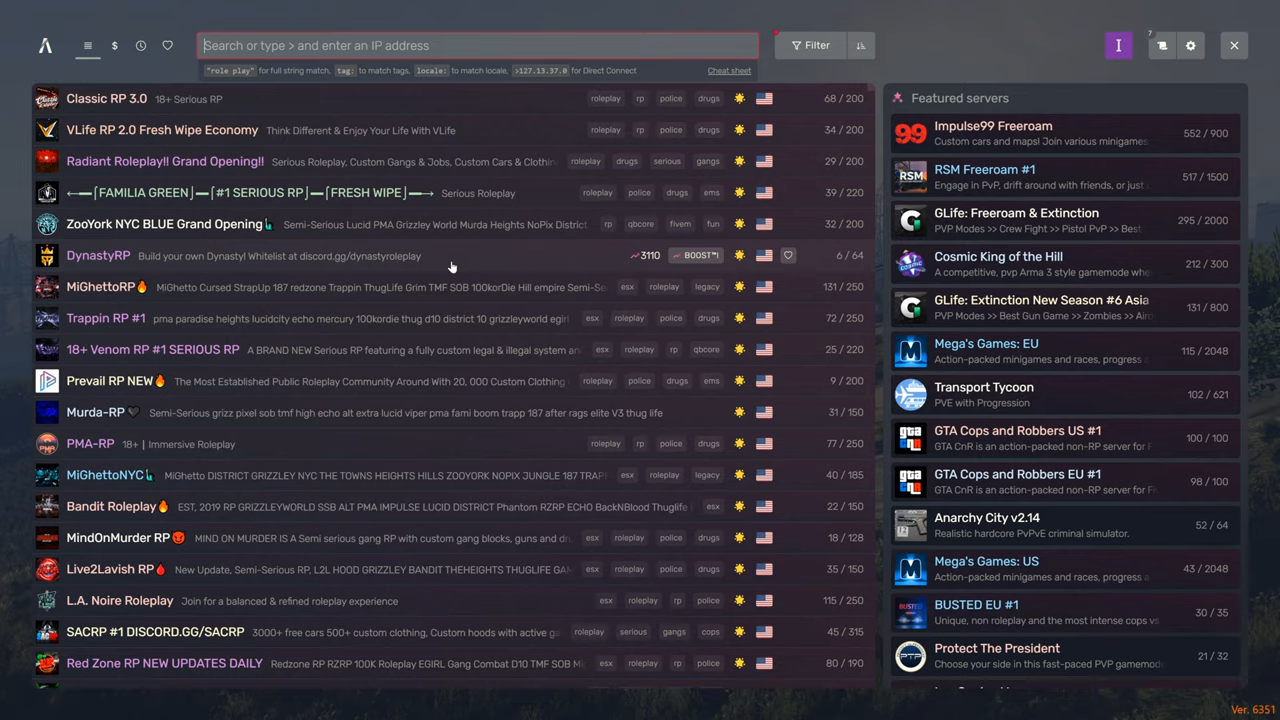 Search or type > and enter an IP address
Filter
I
7
"role play" for full string match, tag: to match tags, locale: to match locale, >127.13.37.0 for Direct Connect
Cheat sheet
Classic RP 3.0 18+ Serious RP roleplay rp police drugs 68 / 200
VLife RP 2.0 Fresh Wipe Economy Think Different & Enjoy Your Life With VLife roleplay rp police drugs 34 / 200
Radiant Roleplay!! Grand Opening!! Serious Roleplay, Custom Gangs & Jobs, Custom Cars & Clothin roleplay drugs serious gangs 29 / 200
←—⌈FAMILIA GREEN⌋—⌈#1 SERIOUS RP⌋—⌈FRESH WIPE⌋—→ Serious Roleplay roleplay police drugs ems 39 / 220
ZooYork NYC BLUE Grand Opening🗽 Semi-Serious Lucid PMA Grizzley World Murda Heights NoPix District rp qbcore fivem fun 32 / 200
DynastyRP Build your own Dynasty! Whitelist at discord.gg/dynastyroleplay 3110 BOOST™! 6 / 64
MiGhettoRP🔥 MiGhetto Cursed StrapUp 187 redzone Trappin ThugLife Grim TMF SOB 100korDie Hill empire Semi-Se esx roleplay legacy 131 / 250
Trappin RP #1 pma paradise heights lucidcity echo mercury 100kordie thug d10 district 10 grizzleyworld egirl esx roleplay police drugs 72 / 250
18+ Venom RP #1 SERIOUS RP A BRAND NEW Serious RP featuring a fully custom legal & illegal system an esx roleplay rp qbcore 25 / 220
Prevail RP NEW🔥 The Most Established Public Roleplay Community Around With 20, 000 Custom Clothing roleplay police drugs ems 9 / 200
Murda-RP🖤 Semi-Serious grizz pixel sob tmf high echo alt extra lucid viper pma fami boom trapp 187 after rags elite V3 thug life 31 / 150
PMA-RP 18+ | Immersive Roleplay roleplay rp police drugs 77 / 250
MiGhettoNYC🗽 MiGhetto DISTRICT GRIZZLEY NYC THE TOWNS HEIGHTS HILLS ZOOYORK NOPIX JUNGLE 187 TRAP esx roleplay legacy 40 / 185
Bandit Roleplay🔥 EST, 2019 RP GRIZZLEYWORLD SSB ALT PMA IMPULSE LUCID DISTRICT Phantom RZRP ECHO BackNBlood Thuglife esx 22 / 150
MindOnMurder RP😈 MIND ON MURDER IS A Semi serious gang RP with custom gang blocks, guns and dr roleplay rp police drugs 18 / 128
Live2Lavish RP🩸 New Update, Semi-Serious RP, L2L HOOD GRIZZLEY BANDIT THEHEIGHTS THUGLIFE GAN roleplay rp police drugs 35 / 150
L.A. Noire Roleplay Join for a balanced & refined roleplay experience esx roleplay rp police 115 / 250
SACRP #1 DISCORD.GG/SACRP 3000+ free cars 500+ custom clothing, Custom hoods with active ga roleplay serious gangs cops 45 / 315
Red Zone RP NEW UPDATES DAILY Redzone RP RZRP 100K Roleplay EGIRL Gang Combat D10 TMF SOB Mi esx roleplay rp police 80 / 190
Featured servers
Impulse99 Freeroam 552 / 900
Custom cars and maps! Join various minigames
RSM Freeroam #1 517 / 1500
Engage in PvP, drift around with friends, or just
GLife: Freeroam & Extinction 295 / 2000
PVP Modes >> Crew Fight >> Pistol PvP >> Best
Cosmic King of the Hill 212 / 300
A competitive, pvp Arma 3 style gamemode whe
GLife: Extinction New Season #6 Asia 131 / 800
PVP Modes >> Best Gun Game >> Zombies >> Air
Mega's Games: EU 115 / 2048
Action-packed minigames and races, progress a
Transport Tycoon 102 / 621
PVE with Progression
GTA Cops and Robbers US #1 100 / 100
GTA CnR is an action-packed non-RP server for F
GTA Cops and Robbers EU #1 98 / 100
GTA CnR is an action-packed non-RP server for F
Anarchy City v2.14 52 / 64
Realistic hardcore PvPvE criminal simulator.
Mega's Games: US 43 / 2048
Action-packed minigames and races, progress a
BUSTED EU #1 30 / 35
Unique, non roleplay and the most intense cops vs
Protect The President 21 / 32
Choose your side in this fast-paced PVP gamemod
Ver. 6351